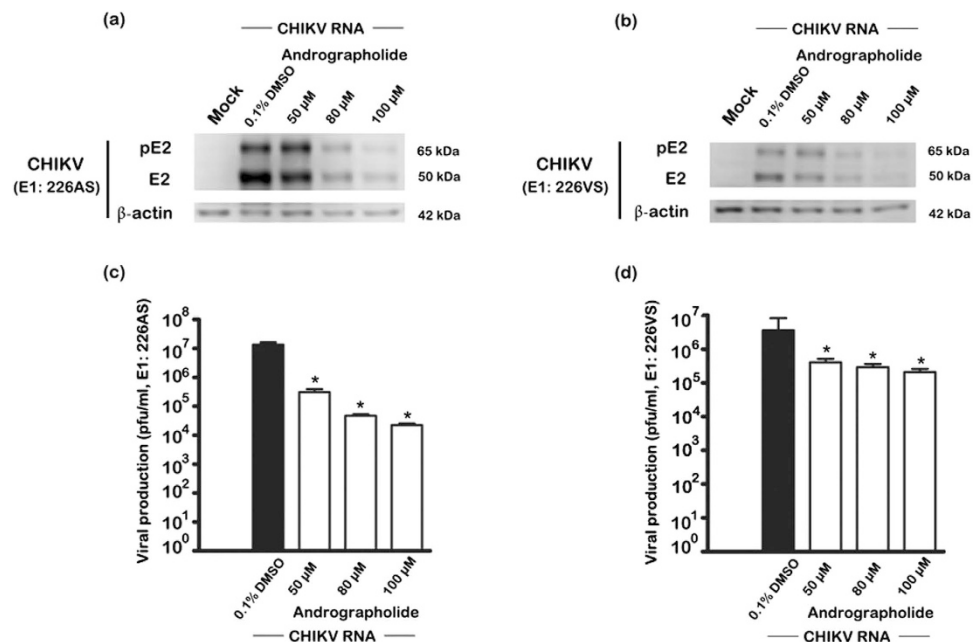 (a)
CHIKV RNA
Andrographolide
Mock
0.1% DMSO
50 µM
80 µM
100 µM
CHIKV
(E1: 226AS)
pE2
65 kDa
E2
50 kDa
β-actin
42 kDa
(b)
CHIKV RNA
Andrographolide
Mock
0.1% DMSO
50 µM
80 µM
100 µM
CHIKV
(E1: 226VS)
pE2
65 kDa
E2
50 kDa
β-actin
42 kDa
(c)
Viral production (pfu/ml, E1: 226AS)
10⁸
10⁷
10⁶
10⁵
10⁴
10³
10²
10¹
10⁰
*
*
*
0.1% DMSO
50 µM
80 µM
100 µM
Andrographolide
CHIKV RNA
(d)
Viral production (pfu/ml, E1: 226VS)
10⁷
10⁶
10⁵
10⁴
10³
10²
10¹
10⁰
*
*
*
0.1% DMSO
50 µM
80 µM
100 µM
Andrographolide
CHIKV RNA